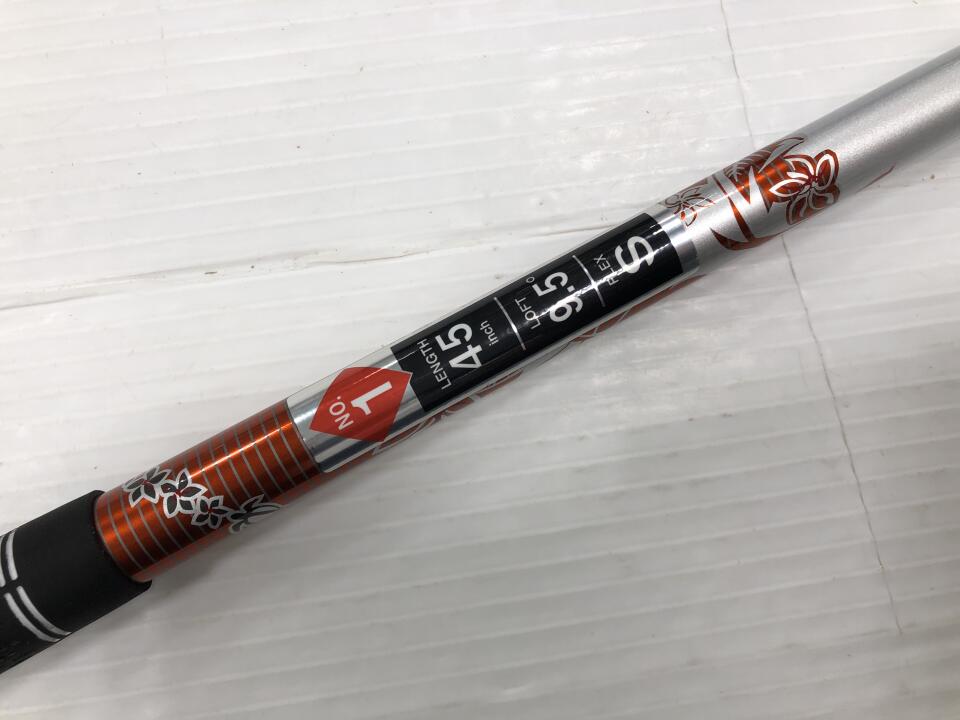 NO.
1
LENGTH
45
inch
LOFT
9.5°
FLEX
S